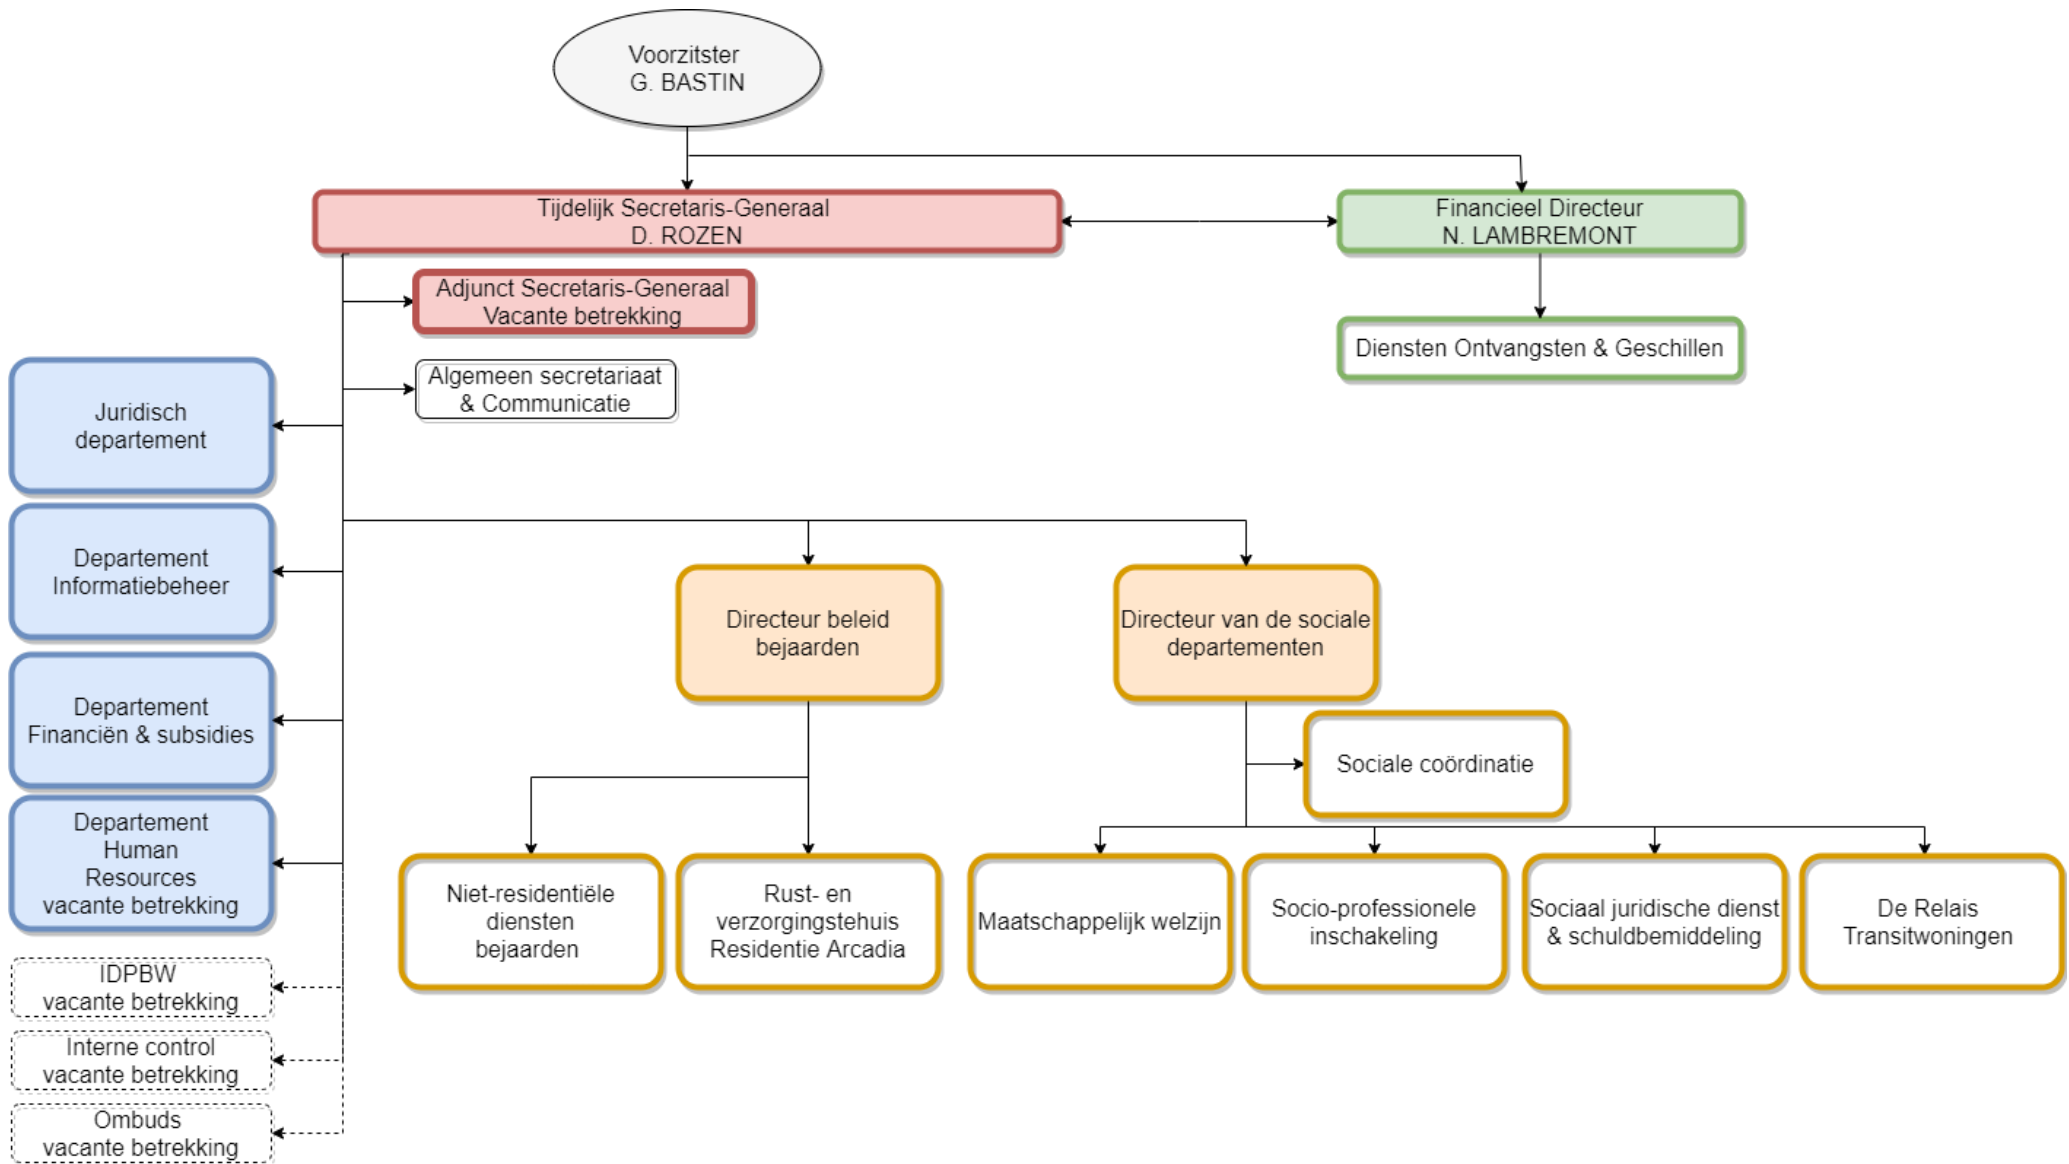 Voorzitster
G. BASTIN
Tijdelijk Secretaris-Generaal
D. ROZEN
Financieel Directeur
N. LAMBREMONT
Adjunct Secretaris-Generaal
Vacante betrekking
Diensten Ontvangsten & Geschillen
Algemeen secretariaat
& Communicatie
Juridisch
departement
Departement
Informatiebeheer
Departement
Financiën & subsidies
Departement
Human
Resources
vacante betrekking
IDPBW
vacante betrekking
Interne control
vacante betrekking
Ombuds
vacante betrekking
Directeur beleid
bejaarden
Directeur van de sociale
departementen
Sociale coördinatie
Niet-residentiële
diensten
bejaarden
Rust- en
verzorgingstehuis
Residentie Arcadia
Maatschappelijk welzijn
Socio-professionele
inschakeling
Sociaal juridische dienst
& schuldbemiddeling
De Relais
Transitwoningen